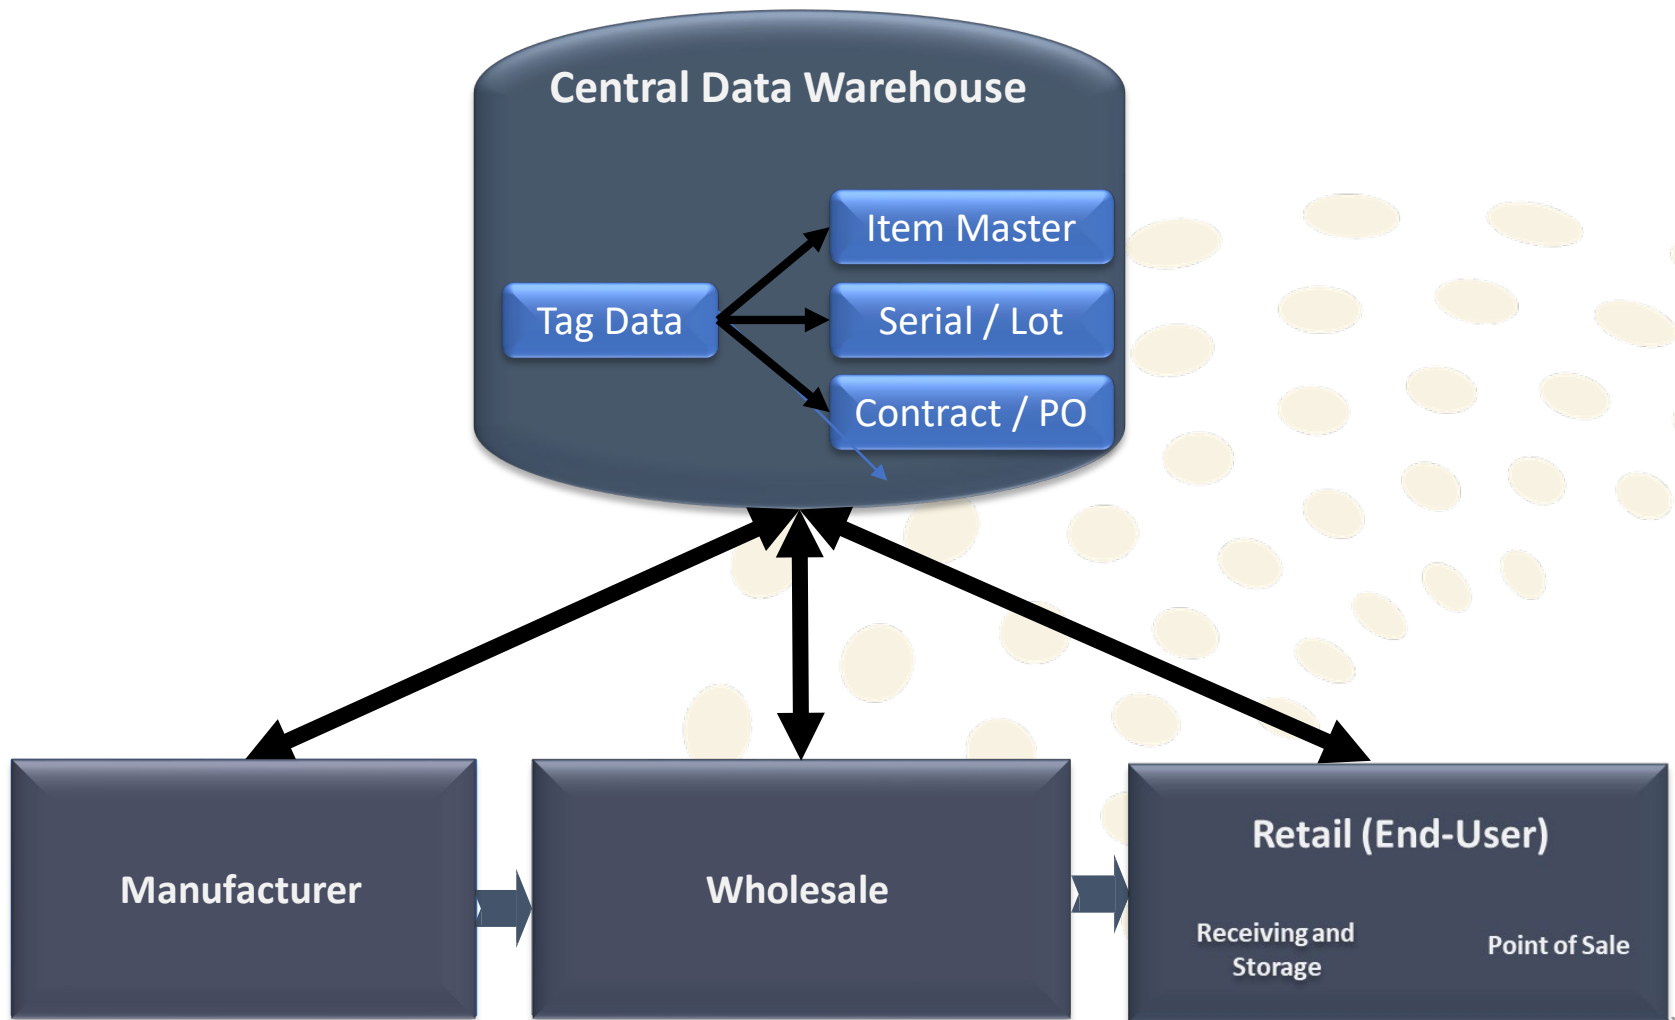 Central Data Warehouse
Item Master
Tag Data
Serial / Lot
Contract / PO
Manufacturer
Wholesale
Retail (End-User)
Receiving and
Storage
Point of Sale